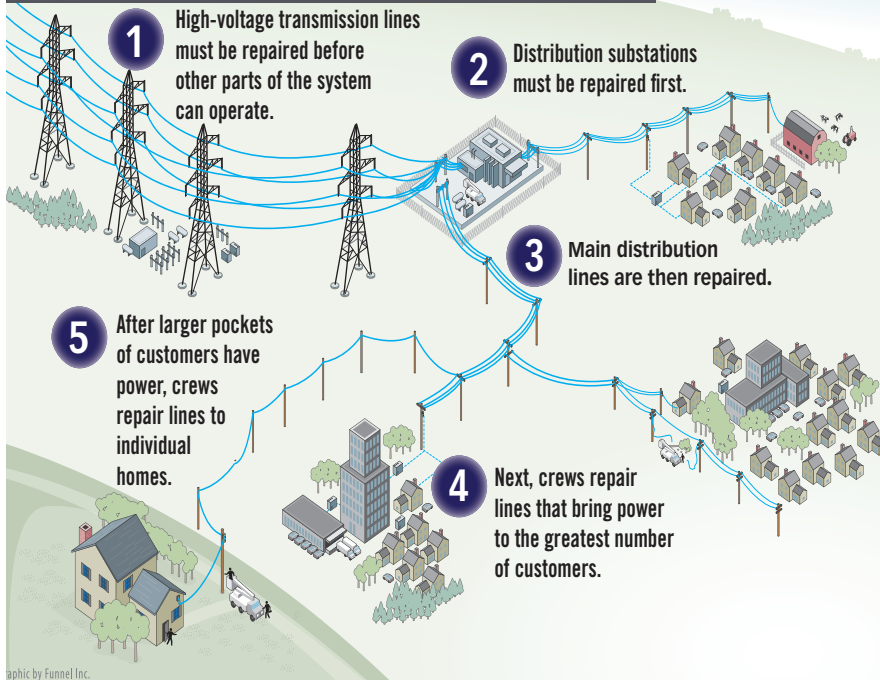 1
High-voltage transmission lines
must be repaired before
other parts of the system
can operate.
2
Distribution substations
must be repaired first.
3
Main distribution
lines are then repaired.
4
Next, crews repair
lines that bring power
to the greatest number
of customers.
5
After larger pockets
of customers have
power, crews
repair lines to
individual
homes.
raphic by Funnel Inc.